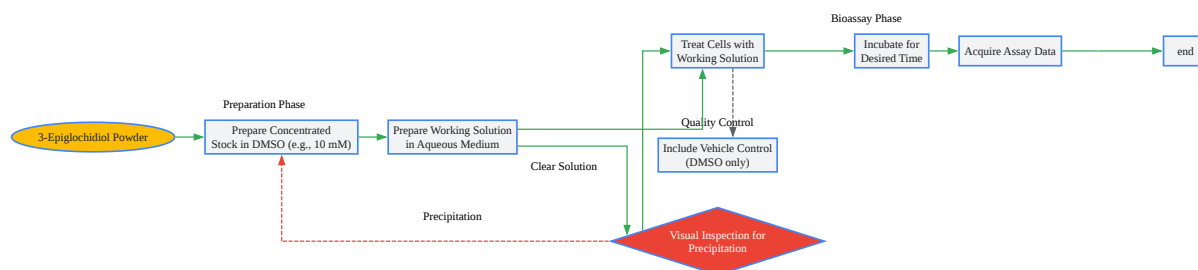 Bioassay Phase
Treat Cells with
Working Solution
Incubate for
Desired Time
Acquire Assay Data
end
Preparation Phase
3-Epiglochidiol Powder
Prepare Concentrated
Stock in DMSO (e.g., 10 mM)
Prepare Working Solution
in Aqueous Medium
Quality Control
Include Vehicle Control
(DMSO only)
Clear Solution
Precipitation
Visual Inspection for
Precipitation